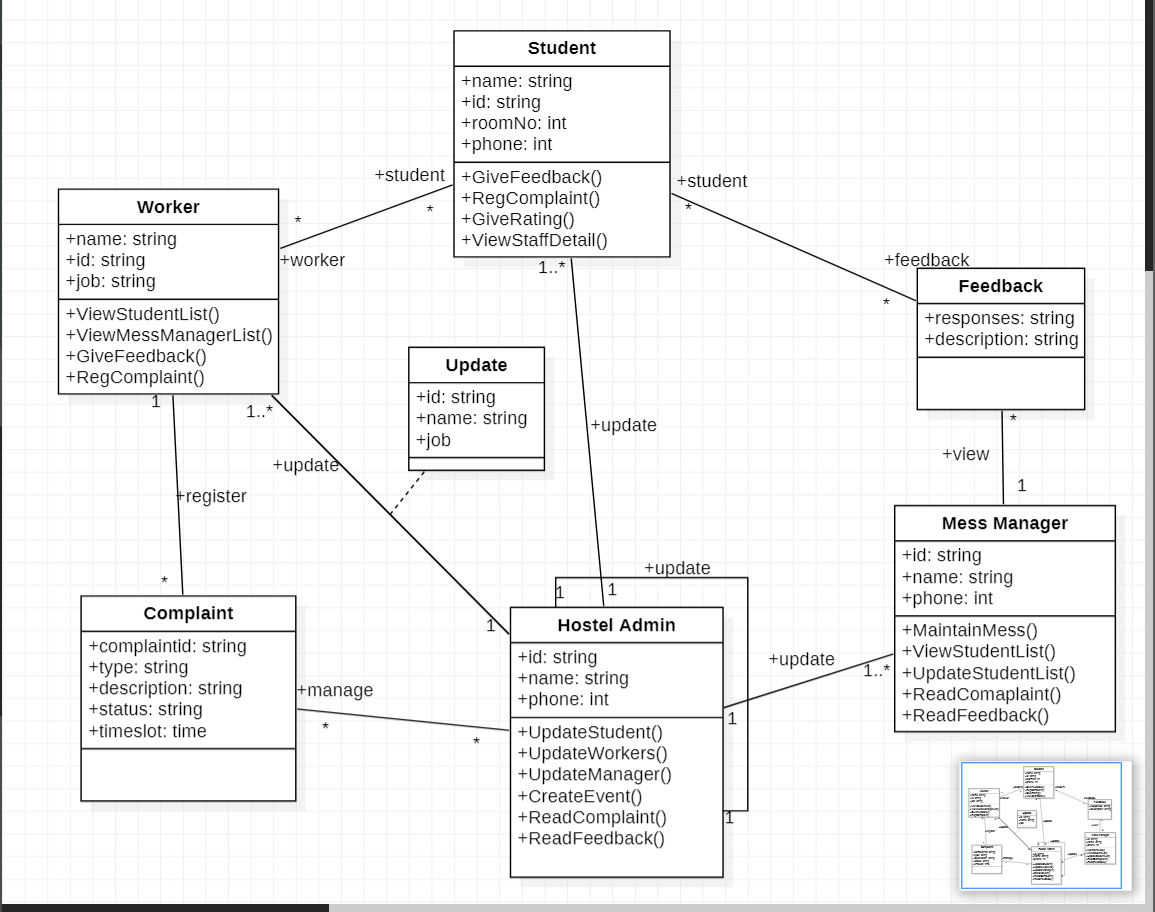 Student
+name: string
+id: string
+roomNo: int
+phone: int
+GiveFeedback()
+RegComplaint()
+GiveRating()
+ViewStaffDetail()
+student
*
*
+worker
+student
*
+feedback
*
1..*
Worker
+name: string
+id: string
+job: string
+ViewStudentList()
+ViewMessManagerList()
+GiveFeedback()
+RegComplaint()
1
1..*
Feedback
+responses: string
+description: string
*
+view
1
Update
+id: string
+name: string
+job
+update
+update
+register
*
1
+update
1
1
Mess Manager
+id: string
+name: string
+phone: int
+MaintainMess()
+ViewStudentList()
+UpdateStudentList()
+ReadComaplaint()
+ReadFeedback()
Complaint
+complaintid: string
+type: string
+description: string
+status: string
+timeslot: time
+manage
*
*
Hostel Admin
+id: string
+name: string
+phone: int
+UpdateStudent()
+UpdateWorkers()
+UpdateManager()
+CreateEvent()
+ReadComplaint()
+ReadFeedback()
+update
1..*
1
1